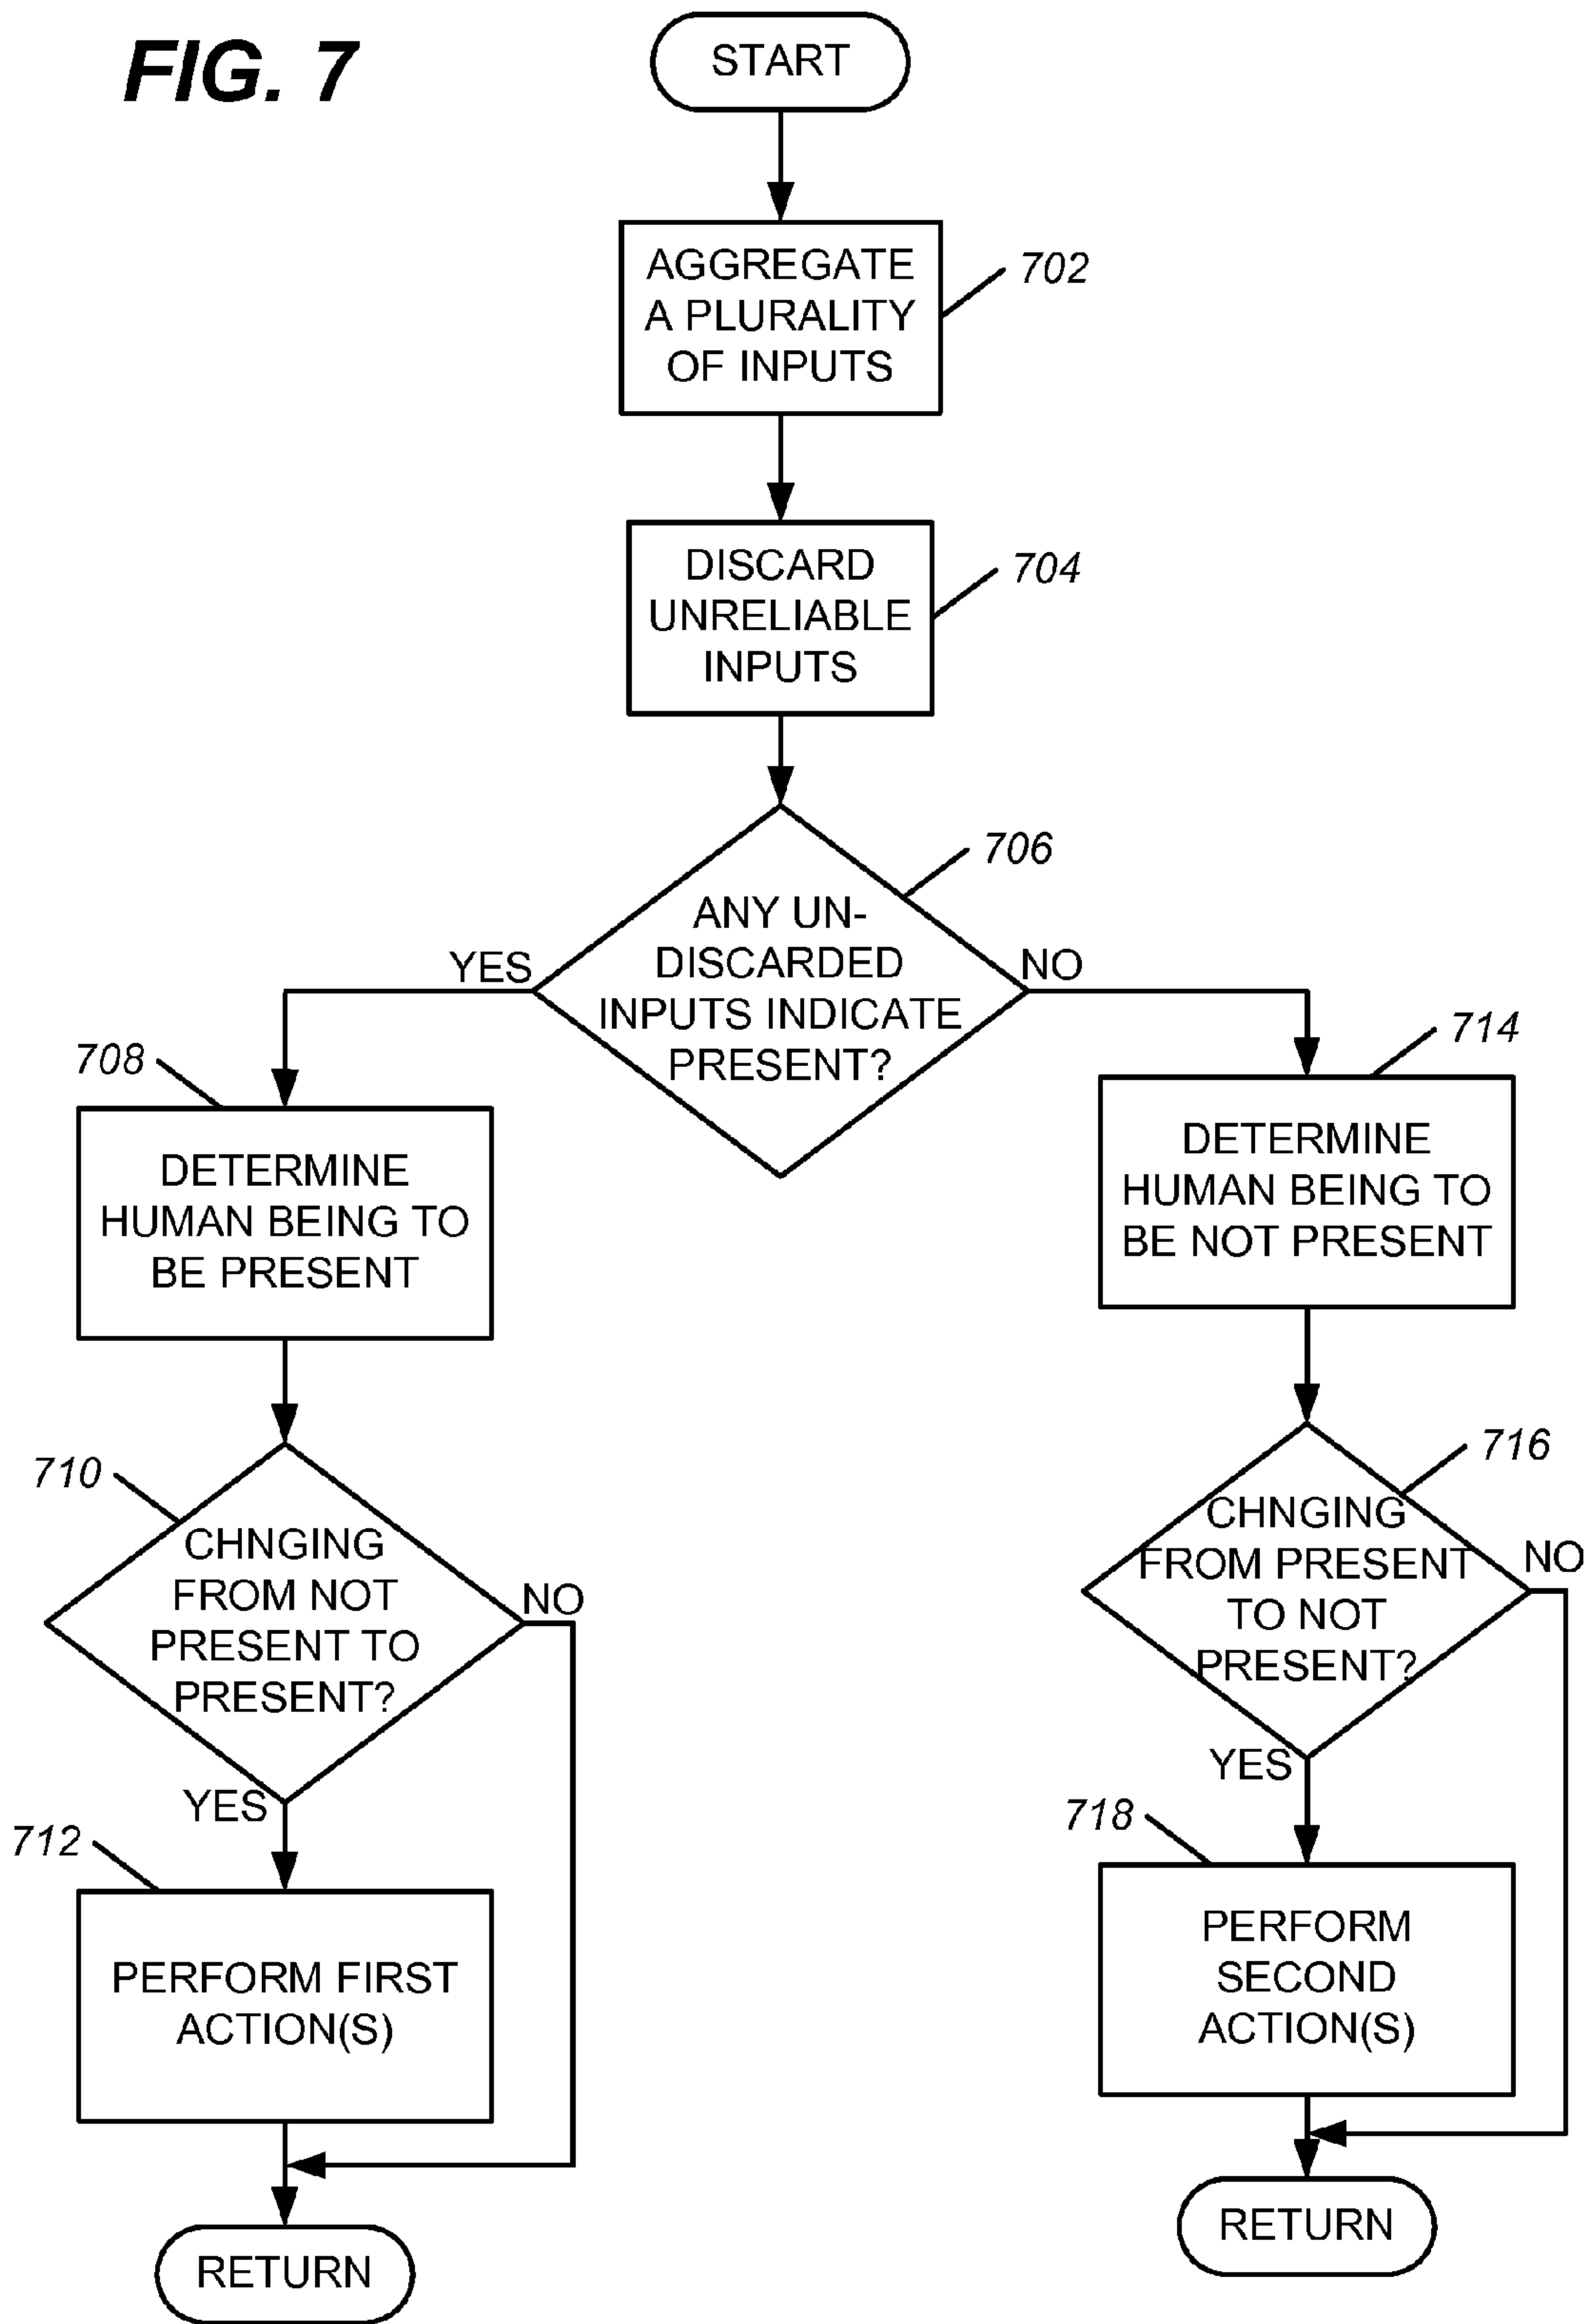 FIG. 7
START
AGGREGATE
A PLURALITY
OF INPUTS
702
DISCARD
UNRELIABLE
INPUTS
704
706
ANY UN-
DISCARDED
INPUTS INDICATE
PRESENT?
YES
NO
708
DETERMINE
HUMAN BEING TO
BE PRESENT
710
CHNGING
FROM NOT
PRESENT TO
PRESENT?
NO
YES
712
PERFORM FIRST
ACTION(S)
RETURN
714
DETERMINE
HUMAN BEING TO
BE NOT PRESENT
716
CHNGING
FROM PRESENT
TO NOT
PRESENT?
NO
YES
718
PERFORM
SECOND
ACTION(S)
RETURN